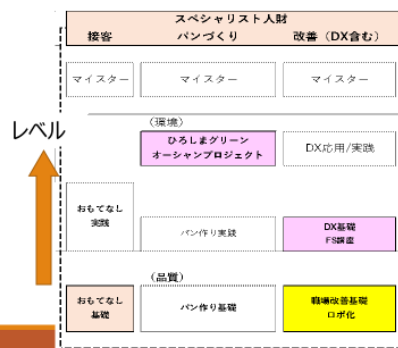 スペシャリスト人財
接客 パンづくり 改善（DX含む）
マイスター マイスター マイスター
レベル
（環境）
ひろしまグリーン
オーシャンプロジェクト
DX応用/実践
おもてなし
実践
パン作り実践
DX基礎
FS講座
（品質）
おもてなし
基礎
パン作り基礎
職場改善基礎
ロボ化